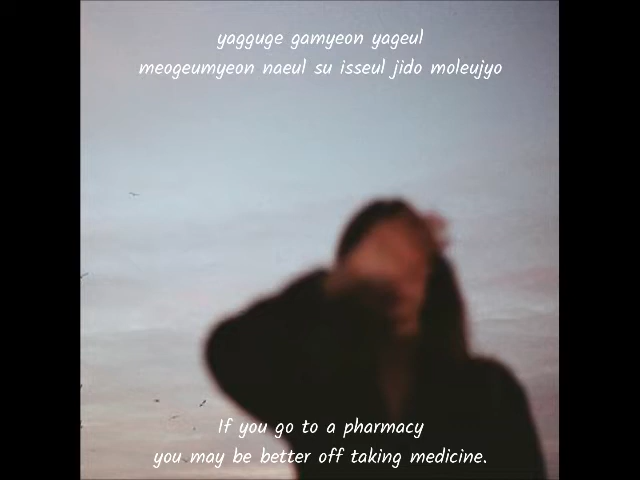 yagguge gamyeon yageul
meogeumyeon naeul su isseul jido moleujyo
If you go to a pharmacy
you may be better off taking medicine.